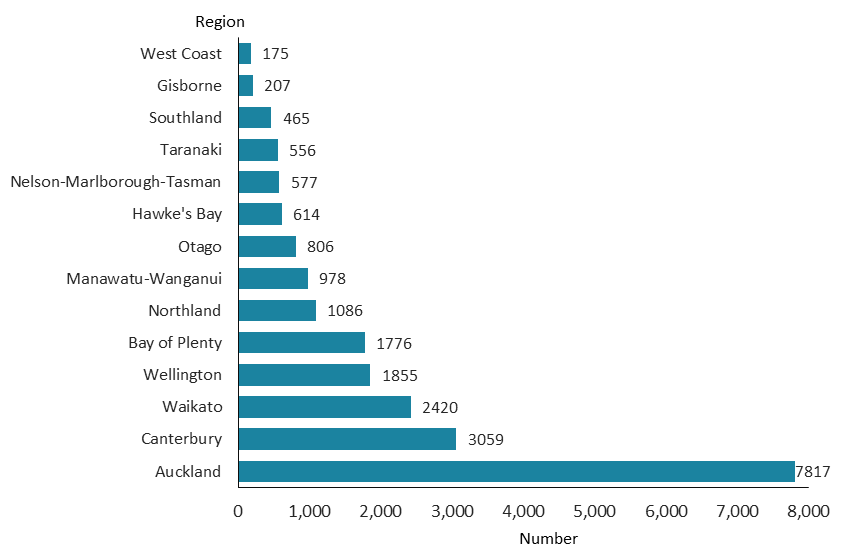 Region
West Coast 175
Gisborne 207
Southland 465
Taranaki 556
Nelson-Marlborough-Tasman 577
Hawke's Bay 614
Otago 806
Manawatu-Wanganui 978
Northland 1086
Bay of Plenty 1776
Wellington 1855
Waikato 2420
Canterbury 3059
Auckland 7817
0 1,000 2,000 3,000 4,000 5,000 6,000 7,000 8,000
Number